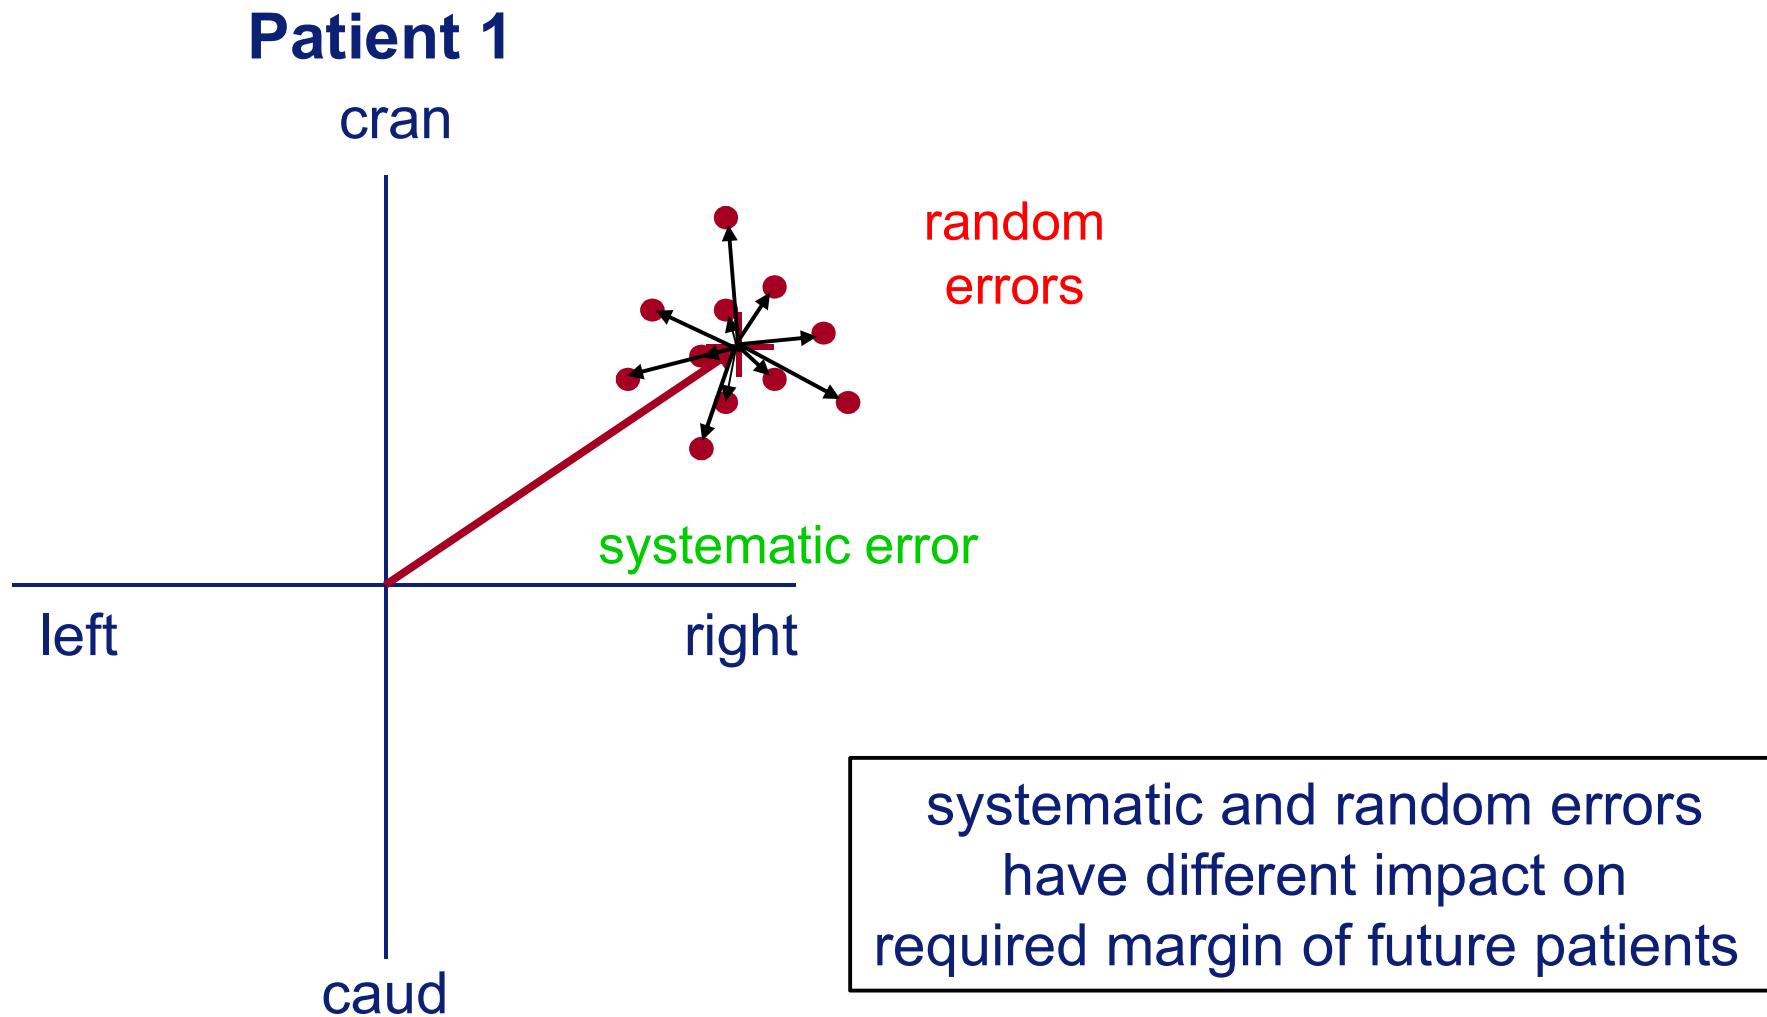 Patient 1
cran
random
errors
systematic error
left
right
systematic and random errors
have different impact on
required margin of future patients
caud